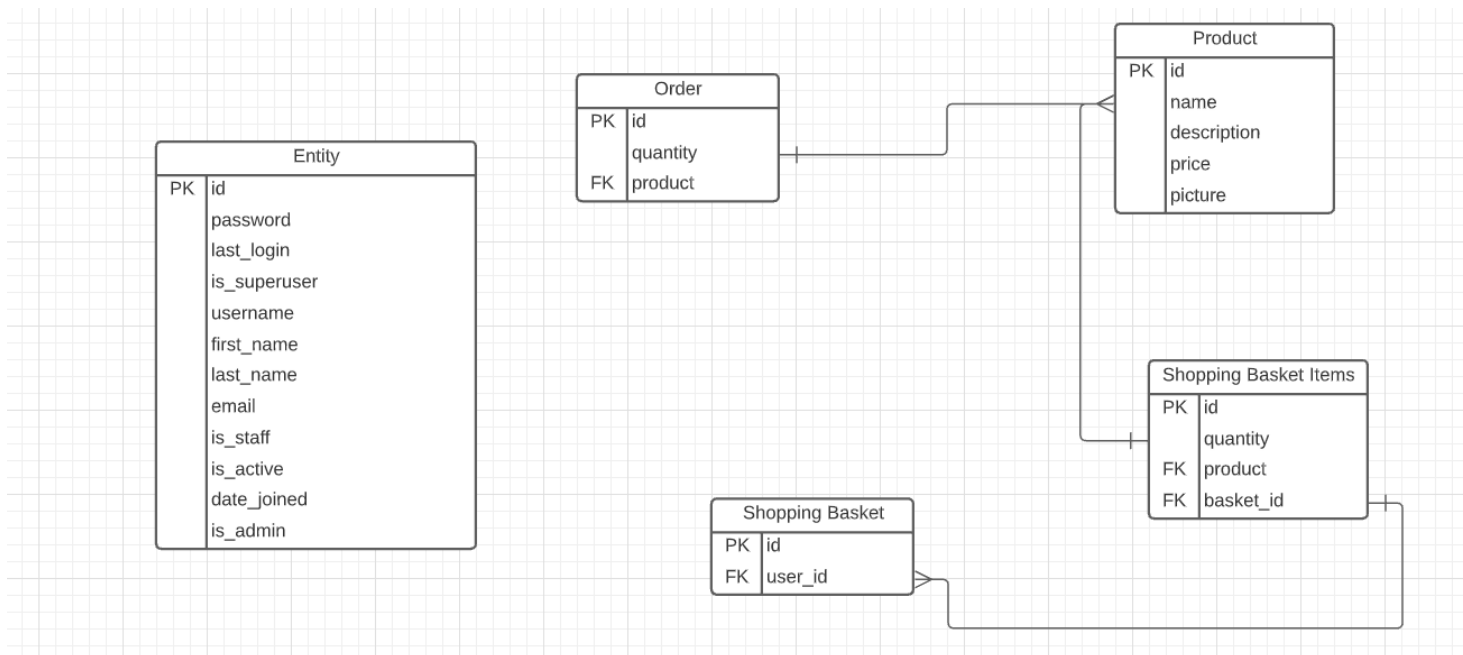 Product
PK id
name
description
price
picture
Order
PK id
quantity
FK product
Entity
PK id
password
last_login
is_superuser
username
first_name
last_name
email
is_staff
is_active
date_joined
is_admin
Shopping Basket Items
PK id
quantity
FK product
FK basket_id
Shopping Basket
PK id
FK user_id